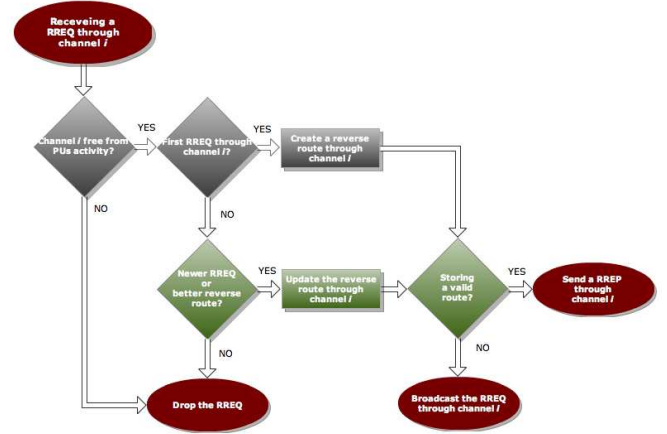 Receveing a
RREQ through
channel i
Channel i free from
PUs activity?
YES
First RREQ through
channel i?
YES
Create a reverse
route through
channel i
NO
NO
Newer RREQ
or
better reverse
route?
YES
Update the reverse
route through
channel i
Storing
a valid
route?
YES
Send a RREP
through
channel i
NO
NO
Drop the RREQ
Broadcast the RREQ
through channel i